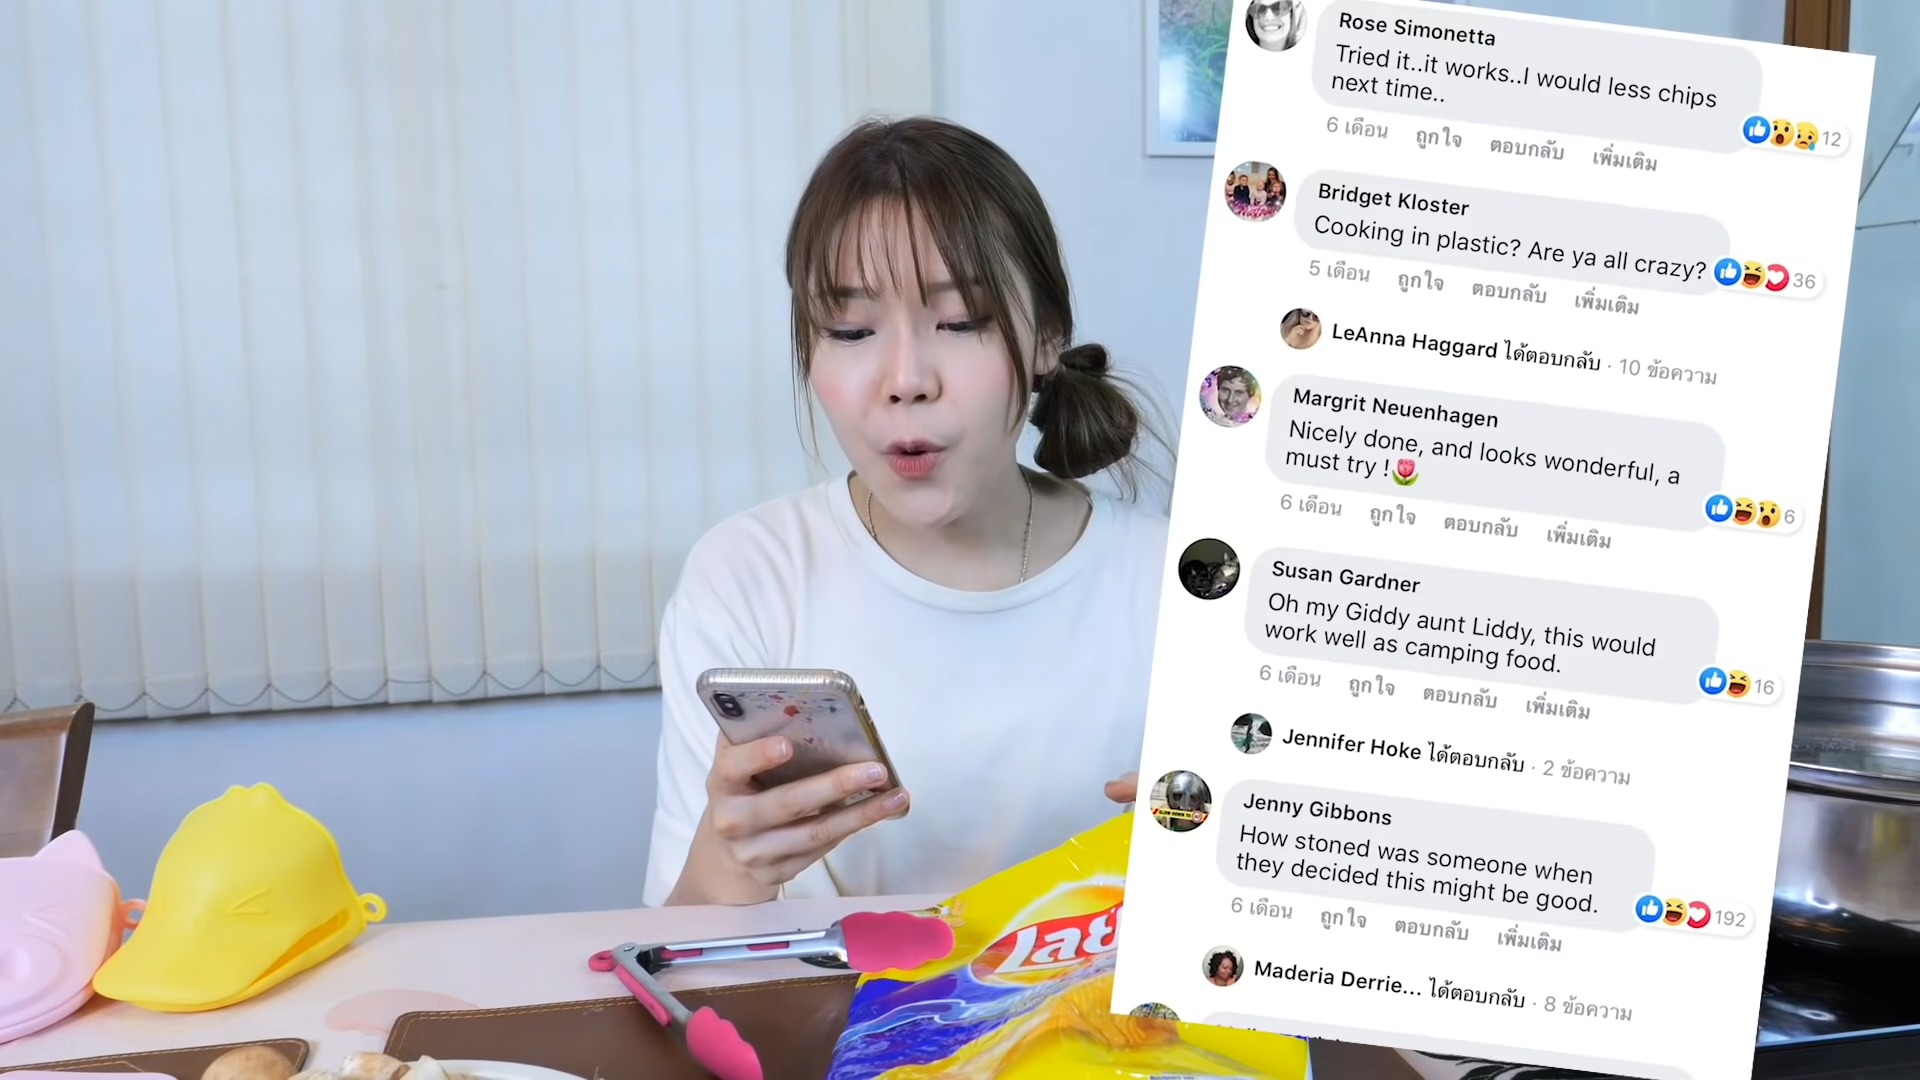 Rose Simonetta
Tried it..it works..I would less chips
next time..
6 เดือน ถูกใจ ตอบกลับ เพิ่มเติม
12
Bridget Kloster
Cooking in plastic? Are ya all crazy?
36
5 เดือน ถูกใจ ตอบกลับ เพิ่มเติม
LeAnna Haggard ได้ตอบกลับ · 10 ข้อความ
Margrit Neuenhagen
Nicely done, and looks wonderful, a
must try !🌷
6
6 เดือน ถูกใจ ตอบกลับ เพิ่มเติม
Susan Gardner
Oh my Giddy aunt Liddy, this would
work well as camping food.
16
6 เดือน ถูกใจ ตอบกลับ เพิ่มเติม
Jennifer Hoke ได้ตอบกลับ · 2 ข้อความ
Jenny Gibbons
How stoned was someone when
they decided this might be good.
192
6 เดือน ถูกใจ ตอบกลับ เพิ่มเติม
Maderia Derrie... ได้ตอบกลับ · 8 ข้อความ